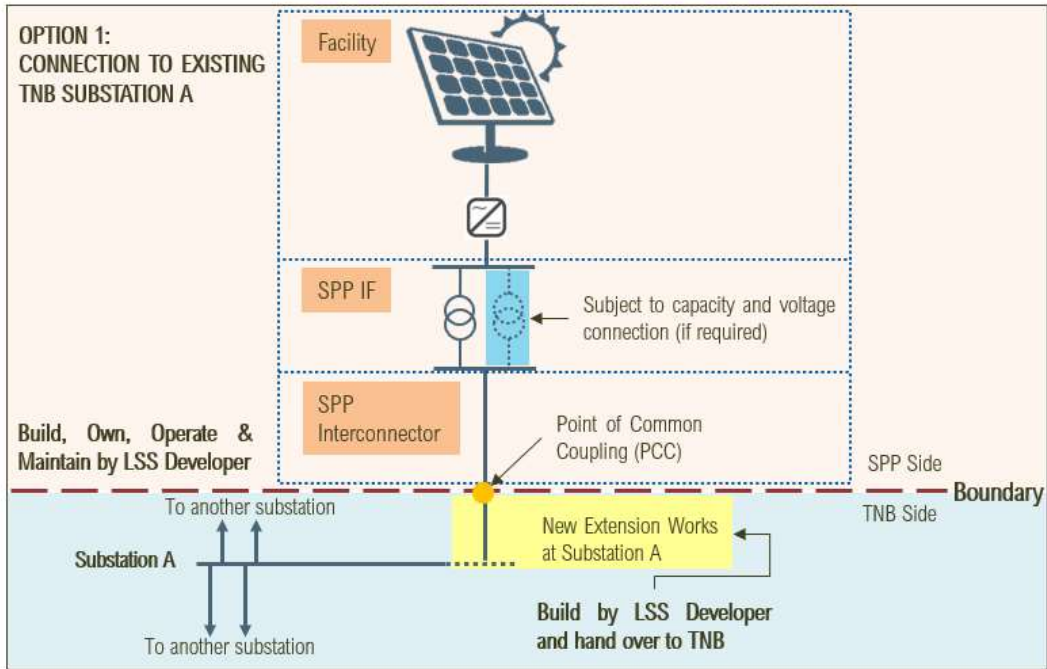 OPTION 1:
CONNECTION TO EXISTING
TNB SUBSTATION A
Facility
SPP IF
Subject to capacity and voltage
connection (if required)
SPP
Interconnector
Point of Common
Coupling (PCC)
Build, Own, Operate &
Maintain by LSS Developer
SPP Side
Boundary
TNB Side
To another substation
New Extension Works
at Substation A
Substation A
Build by LSS Developer
and hand over to TNB
To another substation